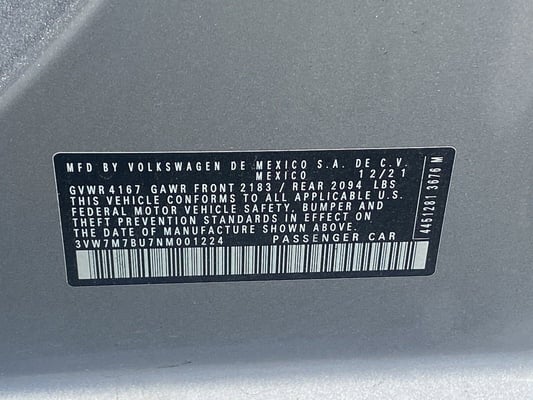 MFD BY VOLKSWAGEN DE MEXICO S.A. DE C.V.
MEXICO 12/21
GVWR 4167 GAWR FRONT 2183 / REAR 2094 LBS
THIS VEHICLE CONFORMS TO ALL APPLICABLE U.S.
FEDERAL MOTOR VEHICLE SAFETY, BUMPER AND
THEFT PREVENTION STANDARDS IN EFFECT ON
THE DATE OF MANUFACTURE SHOWN ABOVE.
3VW7M7BU7NM001224 PASSENGER CAR
4461281 3676 M